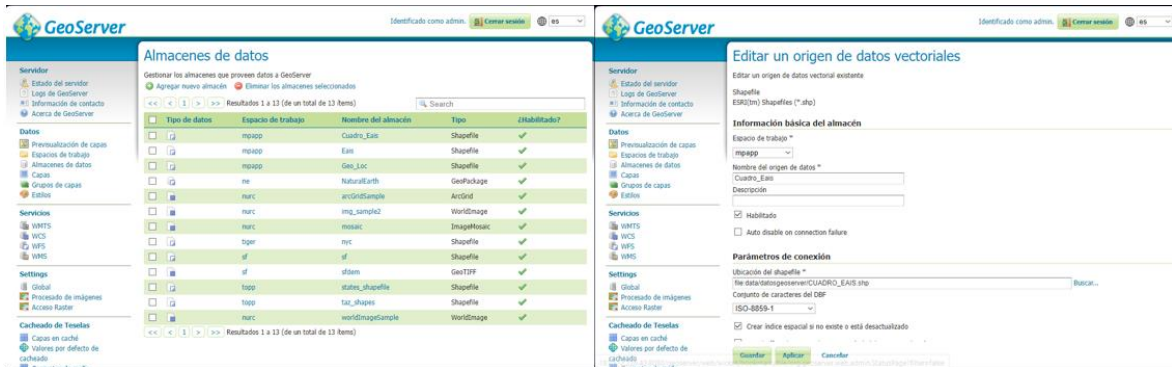 GeoServer
Identificado como admin.
Cerrar sesión
es
Servidor
Estado del servidor
Logs de GeoServer
Información de contacto
Acerca de GeoServer
Datos
Previsualización de capas
Espacios de trabajo
Almacenes de datos
Capas
Grupos de capas
Estilos
Servicios
WMTS
WCS
WFS
WMS
Settings
Global
Procesado de imágenes
Acceso Raster
Cacheado de Teselas
Capas en caché
Valores por defecto de
cacheado
Almacenes de datos
Gestionar los almacenes que proveen datos a GeoServer
Agregar nuevo almacén
Eliminar los almacenes seleccionados
<< < 1 > >> Resultados 1 a 13 (de un total de 13 ítems)
Search
Tipo de datos Espacio de trabajo Nombre del almacén Tipo ¿Habilitado?
mpapp Cuadro_Eais Shapefile
mpapp Eais Shapefile
mpapp Geo_Loc Shapefile
ne NaturalEarth GeoPackage
nurc arcGridSample ArcGrid
nurc img_sample2 WorldImage
nurc mosaic ImageMosaic
tiger nyc Shapefile
sf sf Shapefile
sf sfdem GeoTIFF
topp states_shapefile Shapefile
topp taz_shapes Shapefile
nurc worldImageSample WorldImage
<< < 1 > >> Resultados 1 a 13 (de un total de 13 ítems)
GeoServer
Identificado como admin.
Cerrar sesión
es
Servidor
Estado del servidor
Logs de GeoServer
Información de contacto
Acerca de GeoServer
Datos
Previsualización de capas
Espacios de trabajo
Almacenes de datos
Capas
Grupos de capas
Estilos
Servicios
WMTS
WCS
WFS
WMS
Settings
Global
Procesado de imágenes
Acceso Raster
Cacheado de Teselas
Capas en caché
Valores por defecto de
cacheado
Editar un origen de datos vectoriales
Editar un origen de datos vectorial existente
Shapefile
ESRI(tm) Shapefiles (*.shp)
Información básica del almacén
Espacio de trabajo *
mpapp
Nombre del origen de datos *
Cuadro_Eais
Descripción
Habilitado
Auto disable on connection failure
Parámetros de conexión
Ubicación del shapefile *
file:data/datosgeoserver/CUADRO_EAIS.shp
Buscar...
Conjunto de caracteres del DBF
ISO-8859-1
Crear índice espacial si no existe o está desactualizado
Guardar
Aplicar
Cancelar